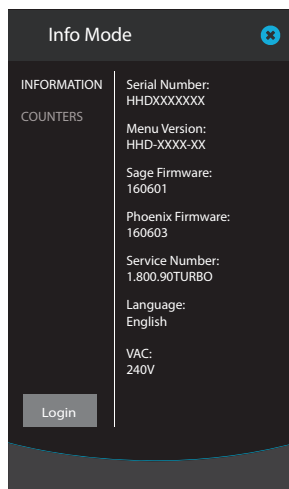 Info Mode
INFORMATION
COUNTERS
Serial Number:
HHDXXXXXXX
Menu Version:
HHD-XXXX-XX
Sage Firmware:
160601
Phoenix Firmware:
160603
Service Number:
1.800.90TURBO
Language:
English
VAC:
240V
Login